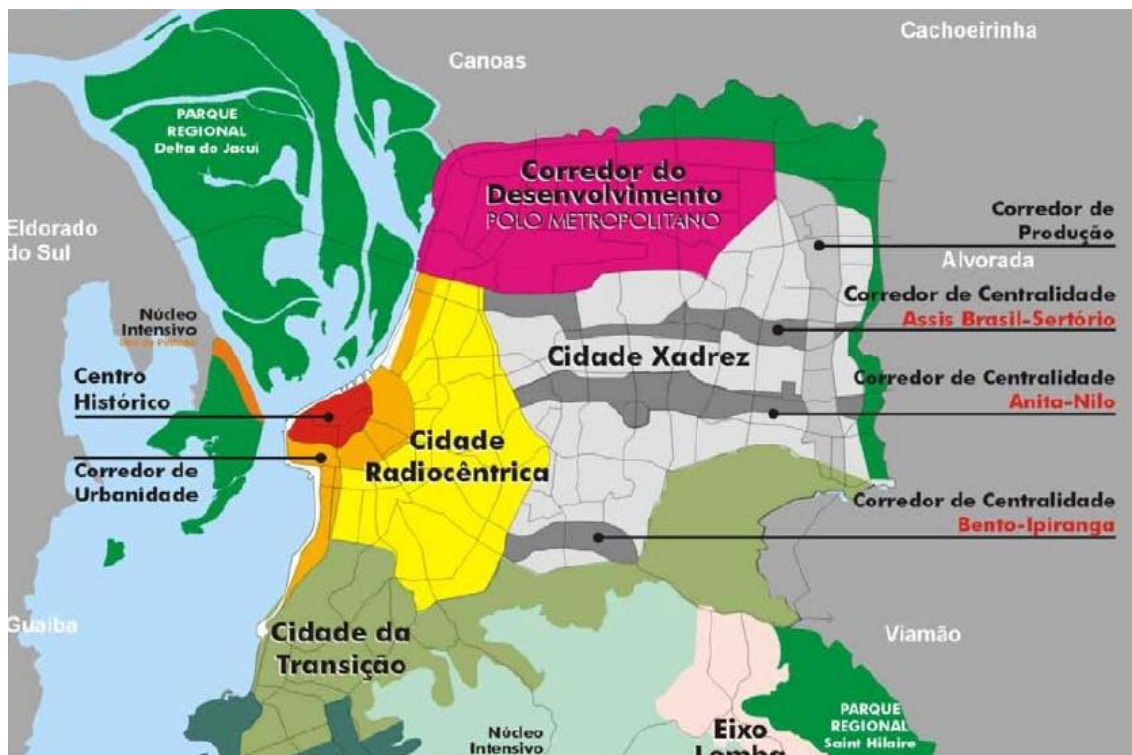 Cachoeirinha
Canoas
PARQUE
REGIONAL
Delta do Jacuí
Corredor do
Desenvolvimento
POLO METROPOLITANO
Corredor de
Produção
Eldorado
do Sul
Alvorada
Corredor de Centralidade
Assis Brasil-Sertório
Núcleo
Intensivo
Cidade Xadrez
Centro
Histórico
Corredor de Centralidade
Anita-Nilo
Cidade
Radiocêntrica
Corredor de
Urbanidade
Corredor de Centralidade
Bento-Ipiranga
Guaíba
Cidade da
Transição
Viamão
PARQUE
REGIONAL
Saint Hilaire
Núcleo
Intensivo
Eixo
Lomba